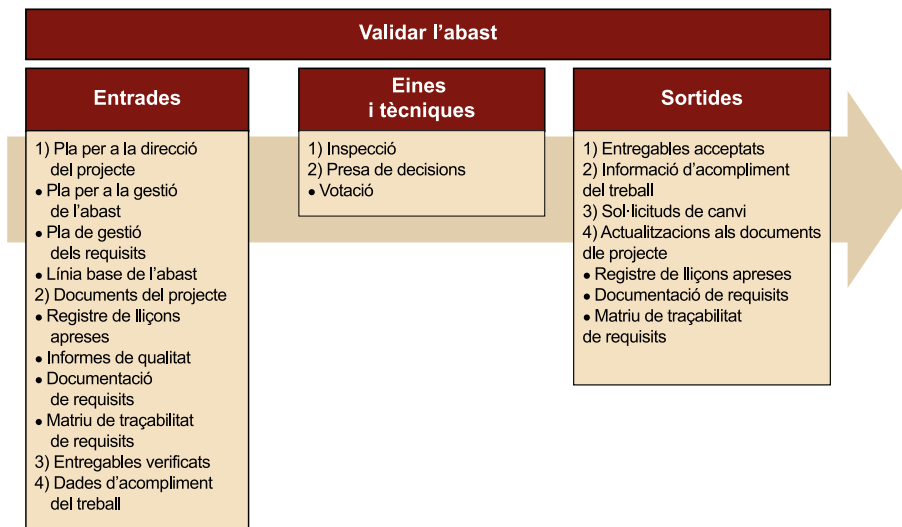 Validar l’abast
Entrades
1) Pla per a la direcció
del projecte
• Pla per a la gestió
de l’abast
• Pla de gestió
dels requisits
• Línia base de l’abast
2) Documents del projecte
• Registre de lliçons
apreses
• Informes de qualitat
• Documentació
de requisits
• Matriu de traçabilitat
de requisits
3) Entregables verificats
4) Dades d’acompliment
del treball
Eines
i tècniques
1) Inspecció
2) Presa de decisions
• Votació
Sortides
1) Entregables acceptats
2) Informació d’acompliment
del treball
3) Sol·licituds de canvi
4) Actualitzacions als documents
dle projecte
• Registre de lliçons apreses
• Documentació de requisits
• Matriu de traçabilitat
de requisits